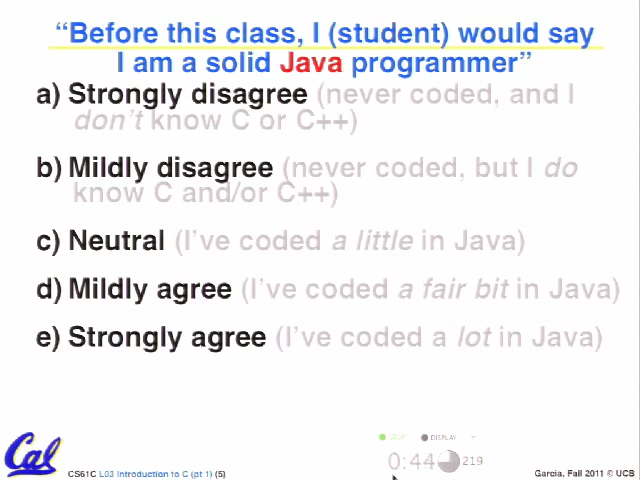 “Before this class, I (student) would say
I am a solid Java programmer”
a) Strongly disagree (never coded, and I
don’t know C or C++)
b) Mildly disagree (never coded, but I do
know C and/or C++)
c) Neutral (I’ve coded a little in Java)
d) Mildly agree (I’ve coded a fair bit in Java)
e) Strongly agree (I’ve coded a lot in Java)
STOP DISPLAY
0:44 219
Cal
CS61C L03 Introduction to C (pt 1) (5)
Garcia, Fall 2011 © UCB